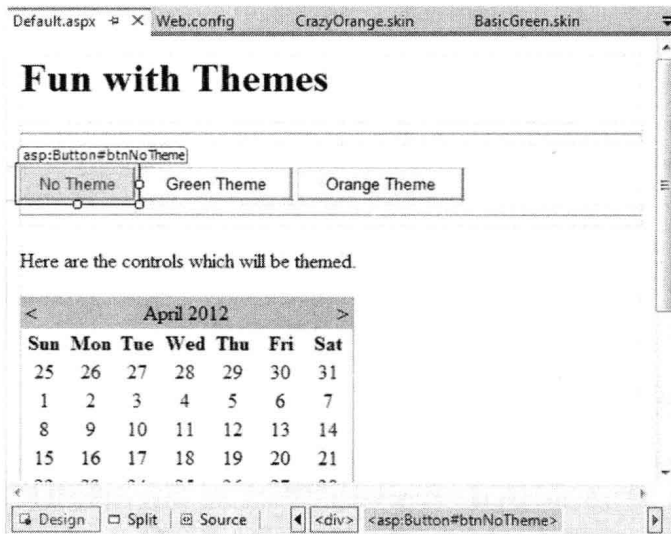 Default.aspx Web.config CrazyOrange.skin BasicGreen.skin
Fun with Themes
asp:Button#btnNoTheme
No Theme Green Theme Orange Theme
Here are the controls which will be themed.
< April 2012 >
Sun Mon Tue Wed Thu Fri Sat
25 26 27 28 29 30 31
1 2 3 4 5 6 7
8 9 10 11 12 13 14
15 16 17 18 19 20 21
Design Split Source <div> <asp:Button#btnNoTheme>